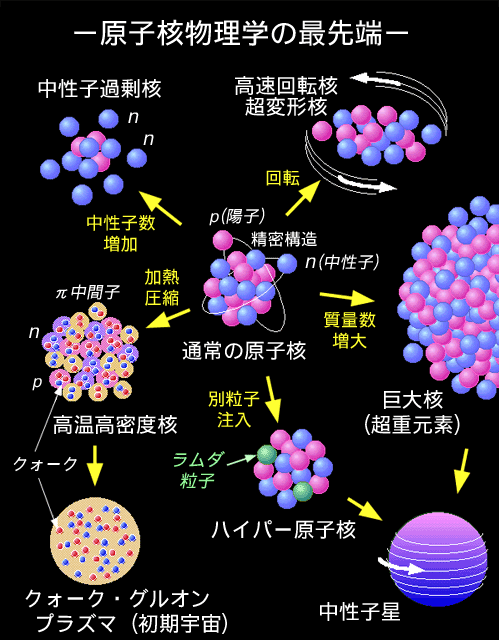 －原子核物理学の最先端－
中性子過剰核
n
n
高速回転核
超変形核
回転
中性子数
増加
p(陽子)
精密構造
n(中性子)
加熱
圧縮
π中間子
n
p
通常の原子核
質量数
増大
別粒子
注入
高温高密度核
巨大核
(超重元素)
クォーク
ラムダ
粒子
ハイパー原子核
クォーク・グルオン
プラズマ（初期宇宙）
中性子星